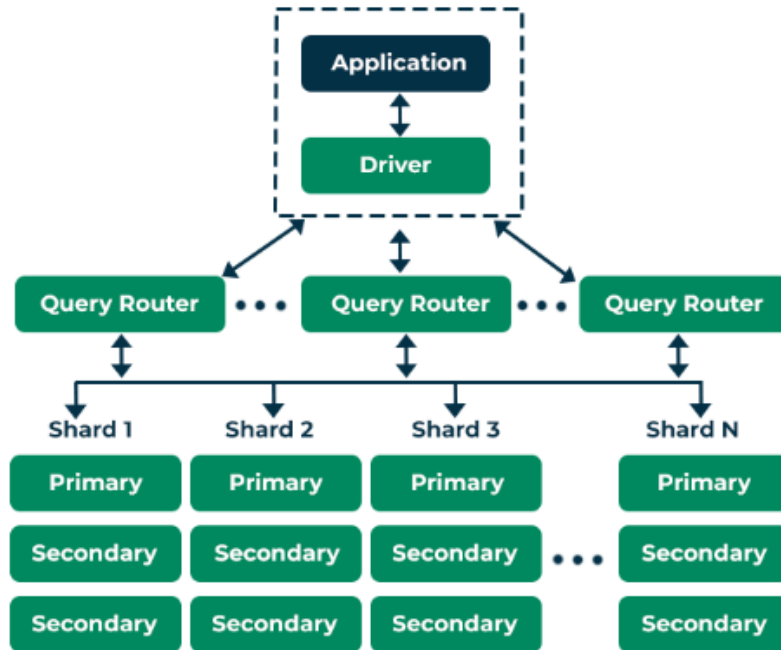 Application
Driver
Query Router ••• Query Router ••• Query Router
Shard 1 Shard 2 Shard 3 Shard N
Primary Primary Primary Primary
Secondary Secondary Secondary ••• Secondary
Secondary Secondary Secondary Secondary